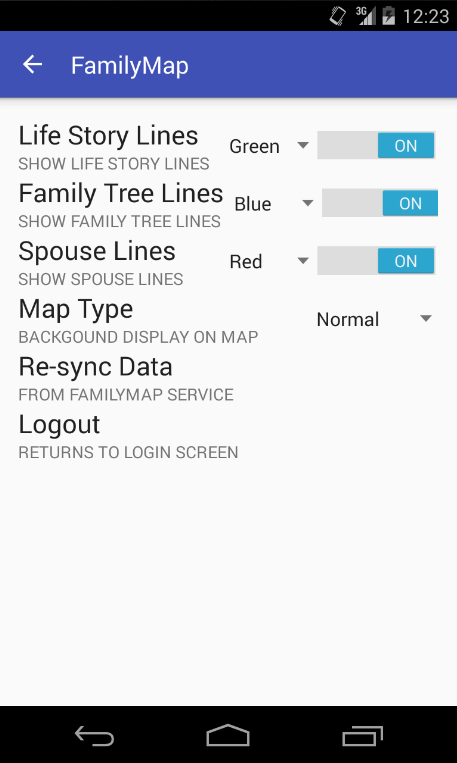 3G 12:23
FamilyMap
Life Story Lines Green ON
SHOW LIFE STORY LINES
Family Tree Lines Blue ON
SHOW FAMILY TREE LINES
Spouse Lines Red ON
SHOW SPOUSE LINES
Map Type Normal
BACKGOUND DISPLAY ON MAP
Re-sync Data
FROM FAMILYMAP SERVICE
Logout
RETURNS TO LOGIN SCREEN